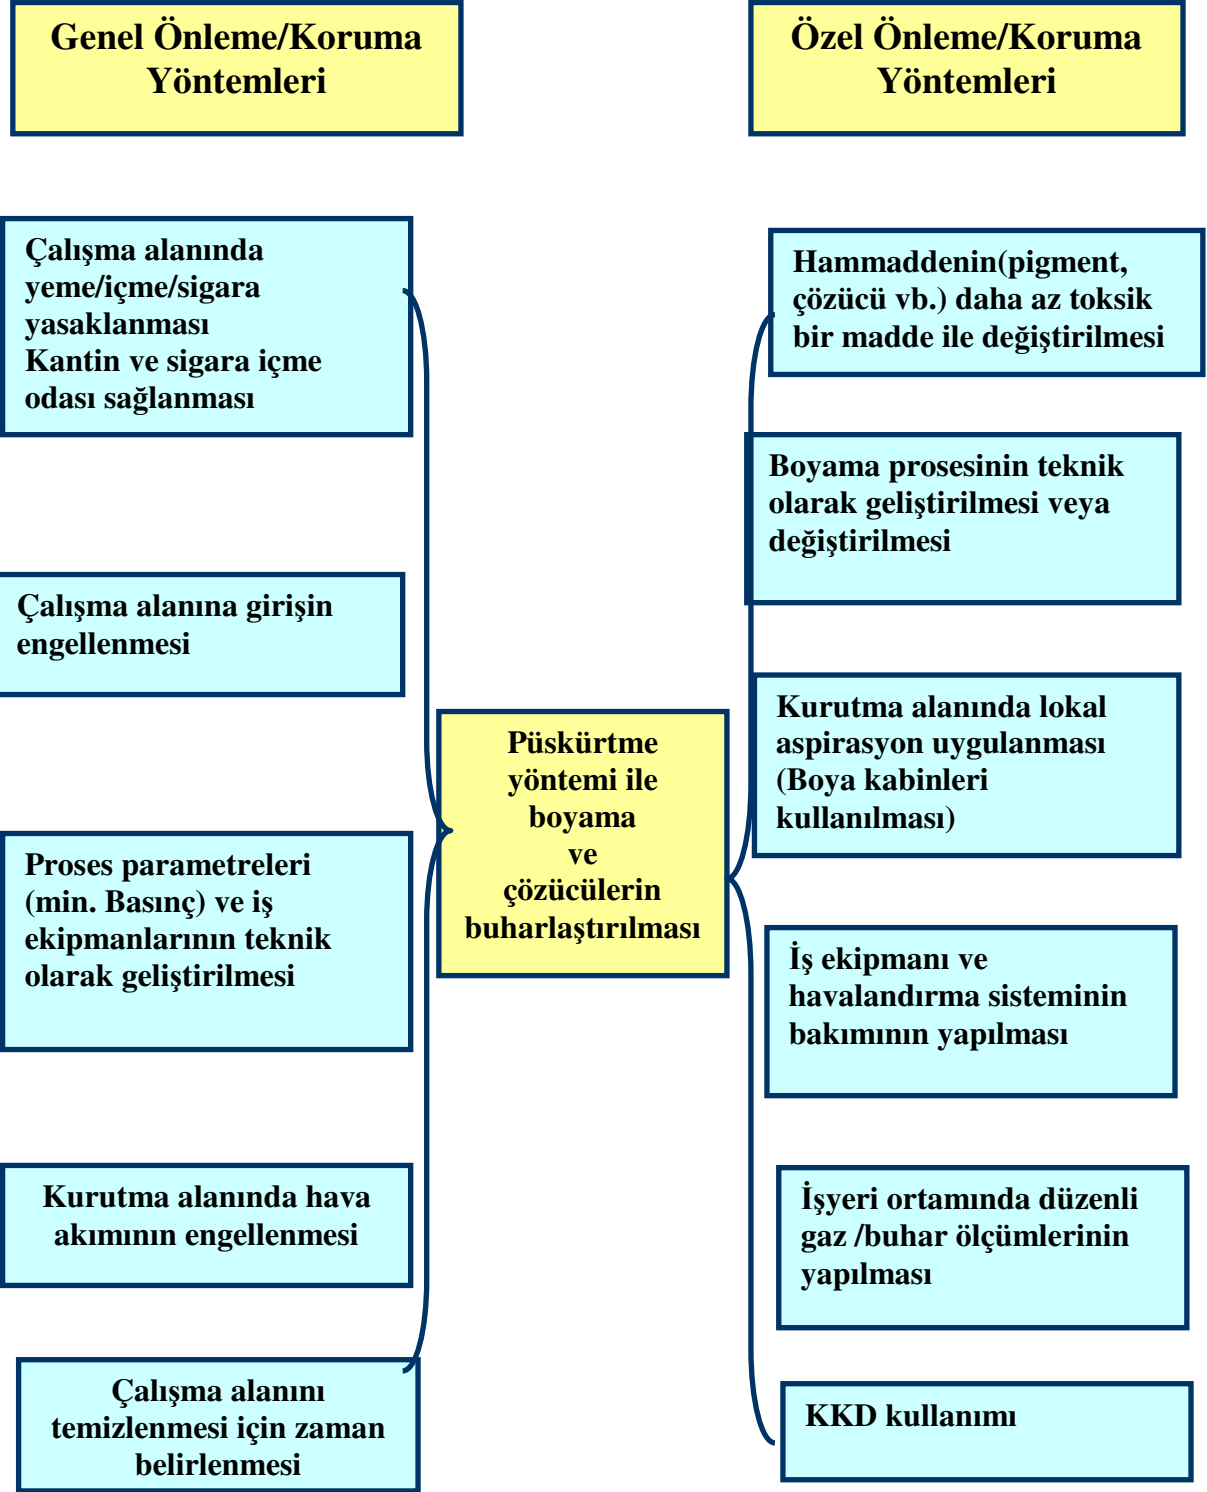 Genel Önleme/Koruma
Yöntemleri
Özel Önleme/Koruma
Yöntemleri
Çalışma alanında
yeme/içme/sigara
yasaklanması
Kantin ve sigara içme
odası sağlanması
Çalışma alanına girişin
engellenmesi
Proses parametreleri
(min. Basınç) ve iş
ekipmanlarının teknik
olarak geliştirilmesi
Kurutma alanında hava
akımının engellenmesi
Çalışma alanını
temizlenmesi için zaman
belirlenmesi
Püskürtme
yöntemi ile
boyama
ve
çözücülerin
buharlaştırılması
Hammaddenin(pigment,
çözücü vb.) daha az toksik
bir madde ile değiştirilmesi
Boyama prosesinin teknik
olarak geliştirilmesi veya
değiştirilmesi
Kurutma alanında lokal
aspirasyon uygulanması
(Boya kabinleri
kullanılması)
İş ekipmanı ve
havalandırma sisteminin
bakımının yapılması
İşyeri ortamında düzenli
gaz /buhar ölçümlerinin
yapılması
KKD kullanımı